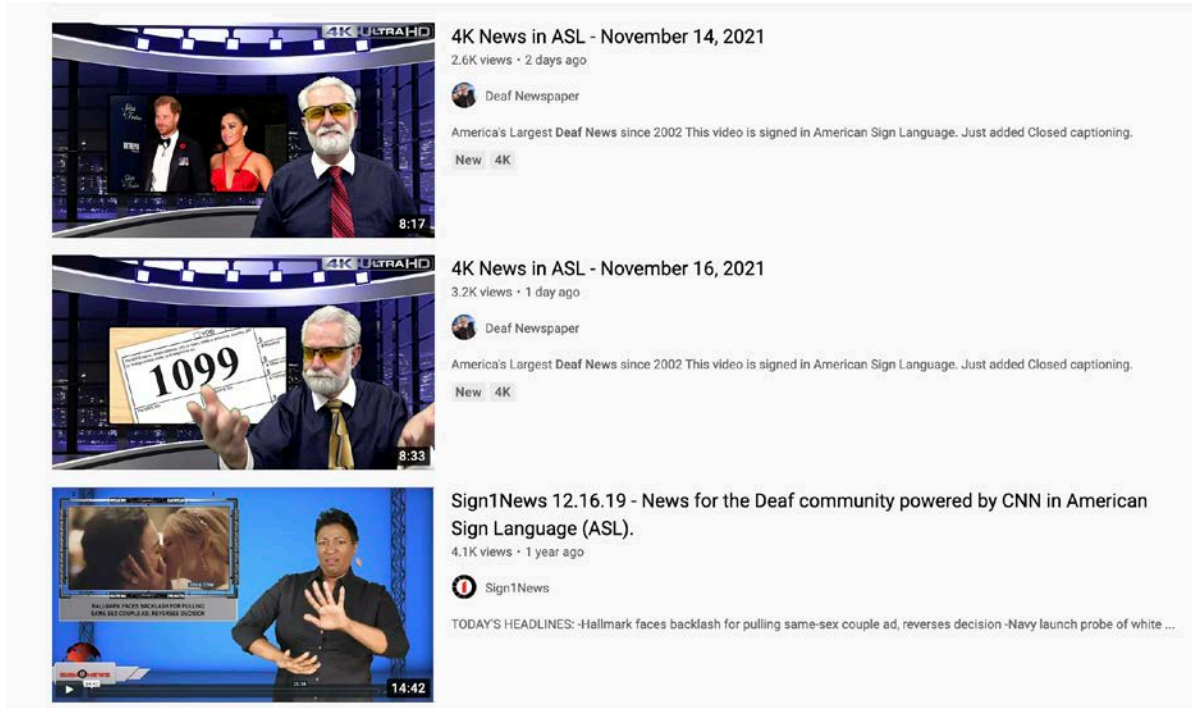 4K ULTRA HD
8:17
4K News in ASL - November 14, 2021
2.6K views • 2 days ago
Deaf Newspaper
America's Largest Deaf News since 2002 This video is signed in American Sign Language. Just added Closed captioning.
New 4K
4K ULTRA HD
VOID
1099
8:33
4K News in ASL - November 16, 2021
3.2K views • 1 day ago
Deaf Newspaper
America's Largest Deaf News since 2002 This video is signed in American Sign Language. Just added Closed captioning.
New 4K
HALLMARK FACES BACKLASH FOR PULLING
SAME-SEX COUPLE AD, REVERSES DECISION
SIGN1NEWS
14:42
Sign1News 12.16.19 - News for the Deaf community powered by CNN in American
Sign Language (ASL).
4.1K views • 1 year ago
Sign1News
TODAY'S HEADLINES: -Hallmark faces backlash for pulling same-sex couple ad, reverses decision -Navy launch probe of white ...